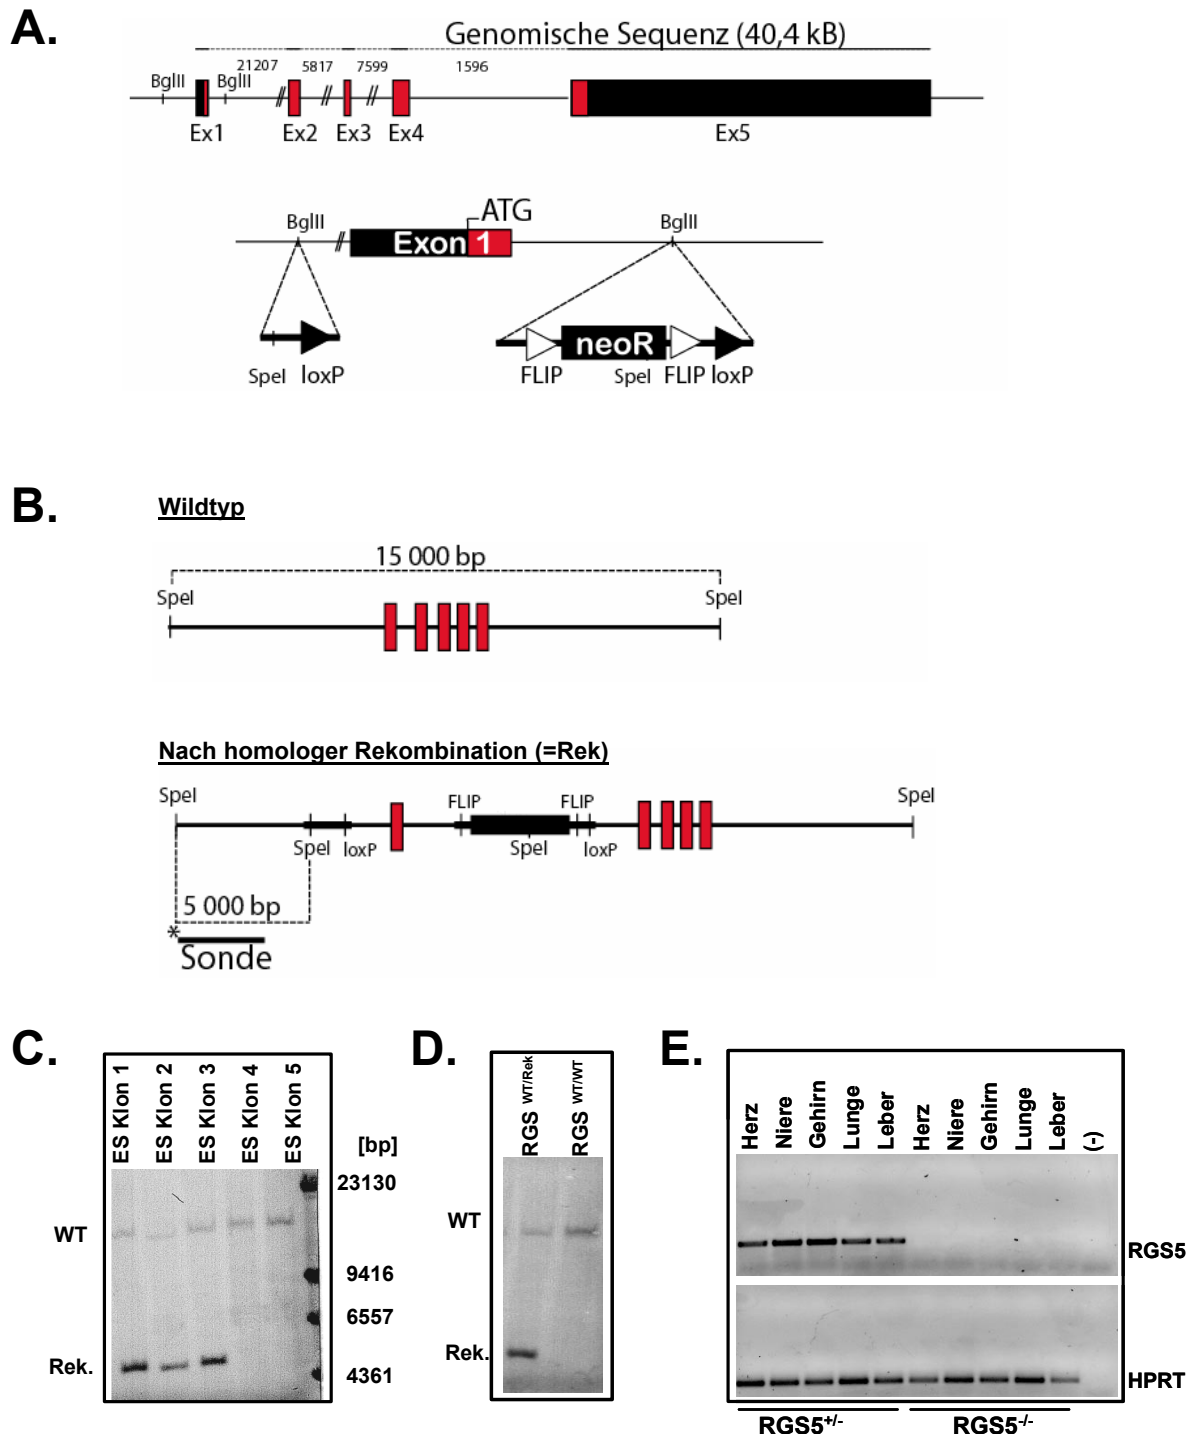 A.
Genomische Sequenz (40,4 kB)
21207 5817 7599 1596
BglII BglII
Ex1 Ex2 Ex3 Ex4 Ex5
ATG
BglII BglII
Exon 1
neoR
SpeI loxP FLIP SpeI FLIP loxP
B.
Wildtyp
15 000 bp
SpeI SpeI
Nach homologer Rekombination (=Rek)
SpeI FLIP FLIP SpeI
SpeI loxP SpeI loxP
5 000 bp
*
Sonde
C.
ES Klon 1
ES Klon 2
ES Klon 3
ES Klon 4
ES Klon 5
[bp]
23130
WT
9416
6557
Rek.
4361
D.
RGS WT/Rek
RGS WT/WT
WT
Rek.
E.
Herz
Niere
Gehirn
Lunge
Leber
Herz
Niere
Gehirn
Lunge
Leber
(-)
RGS5
HPRT
RGS5+/- RGS5-/-